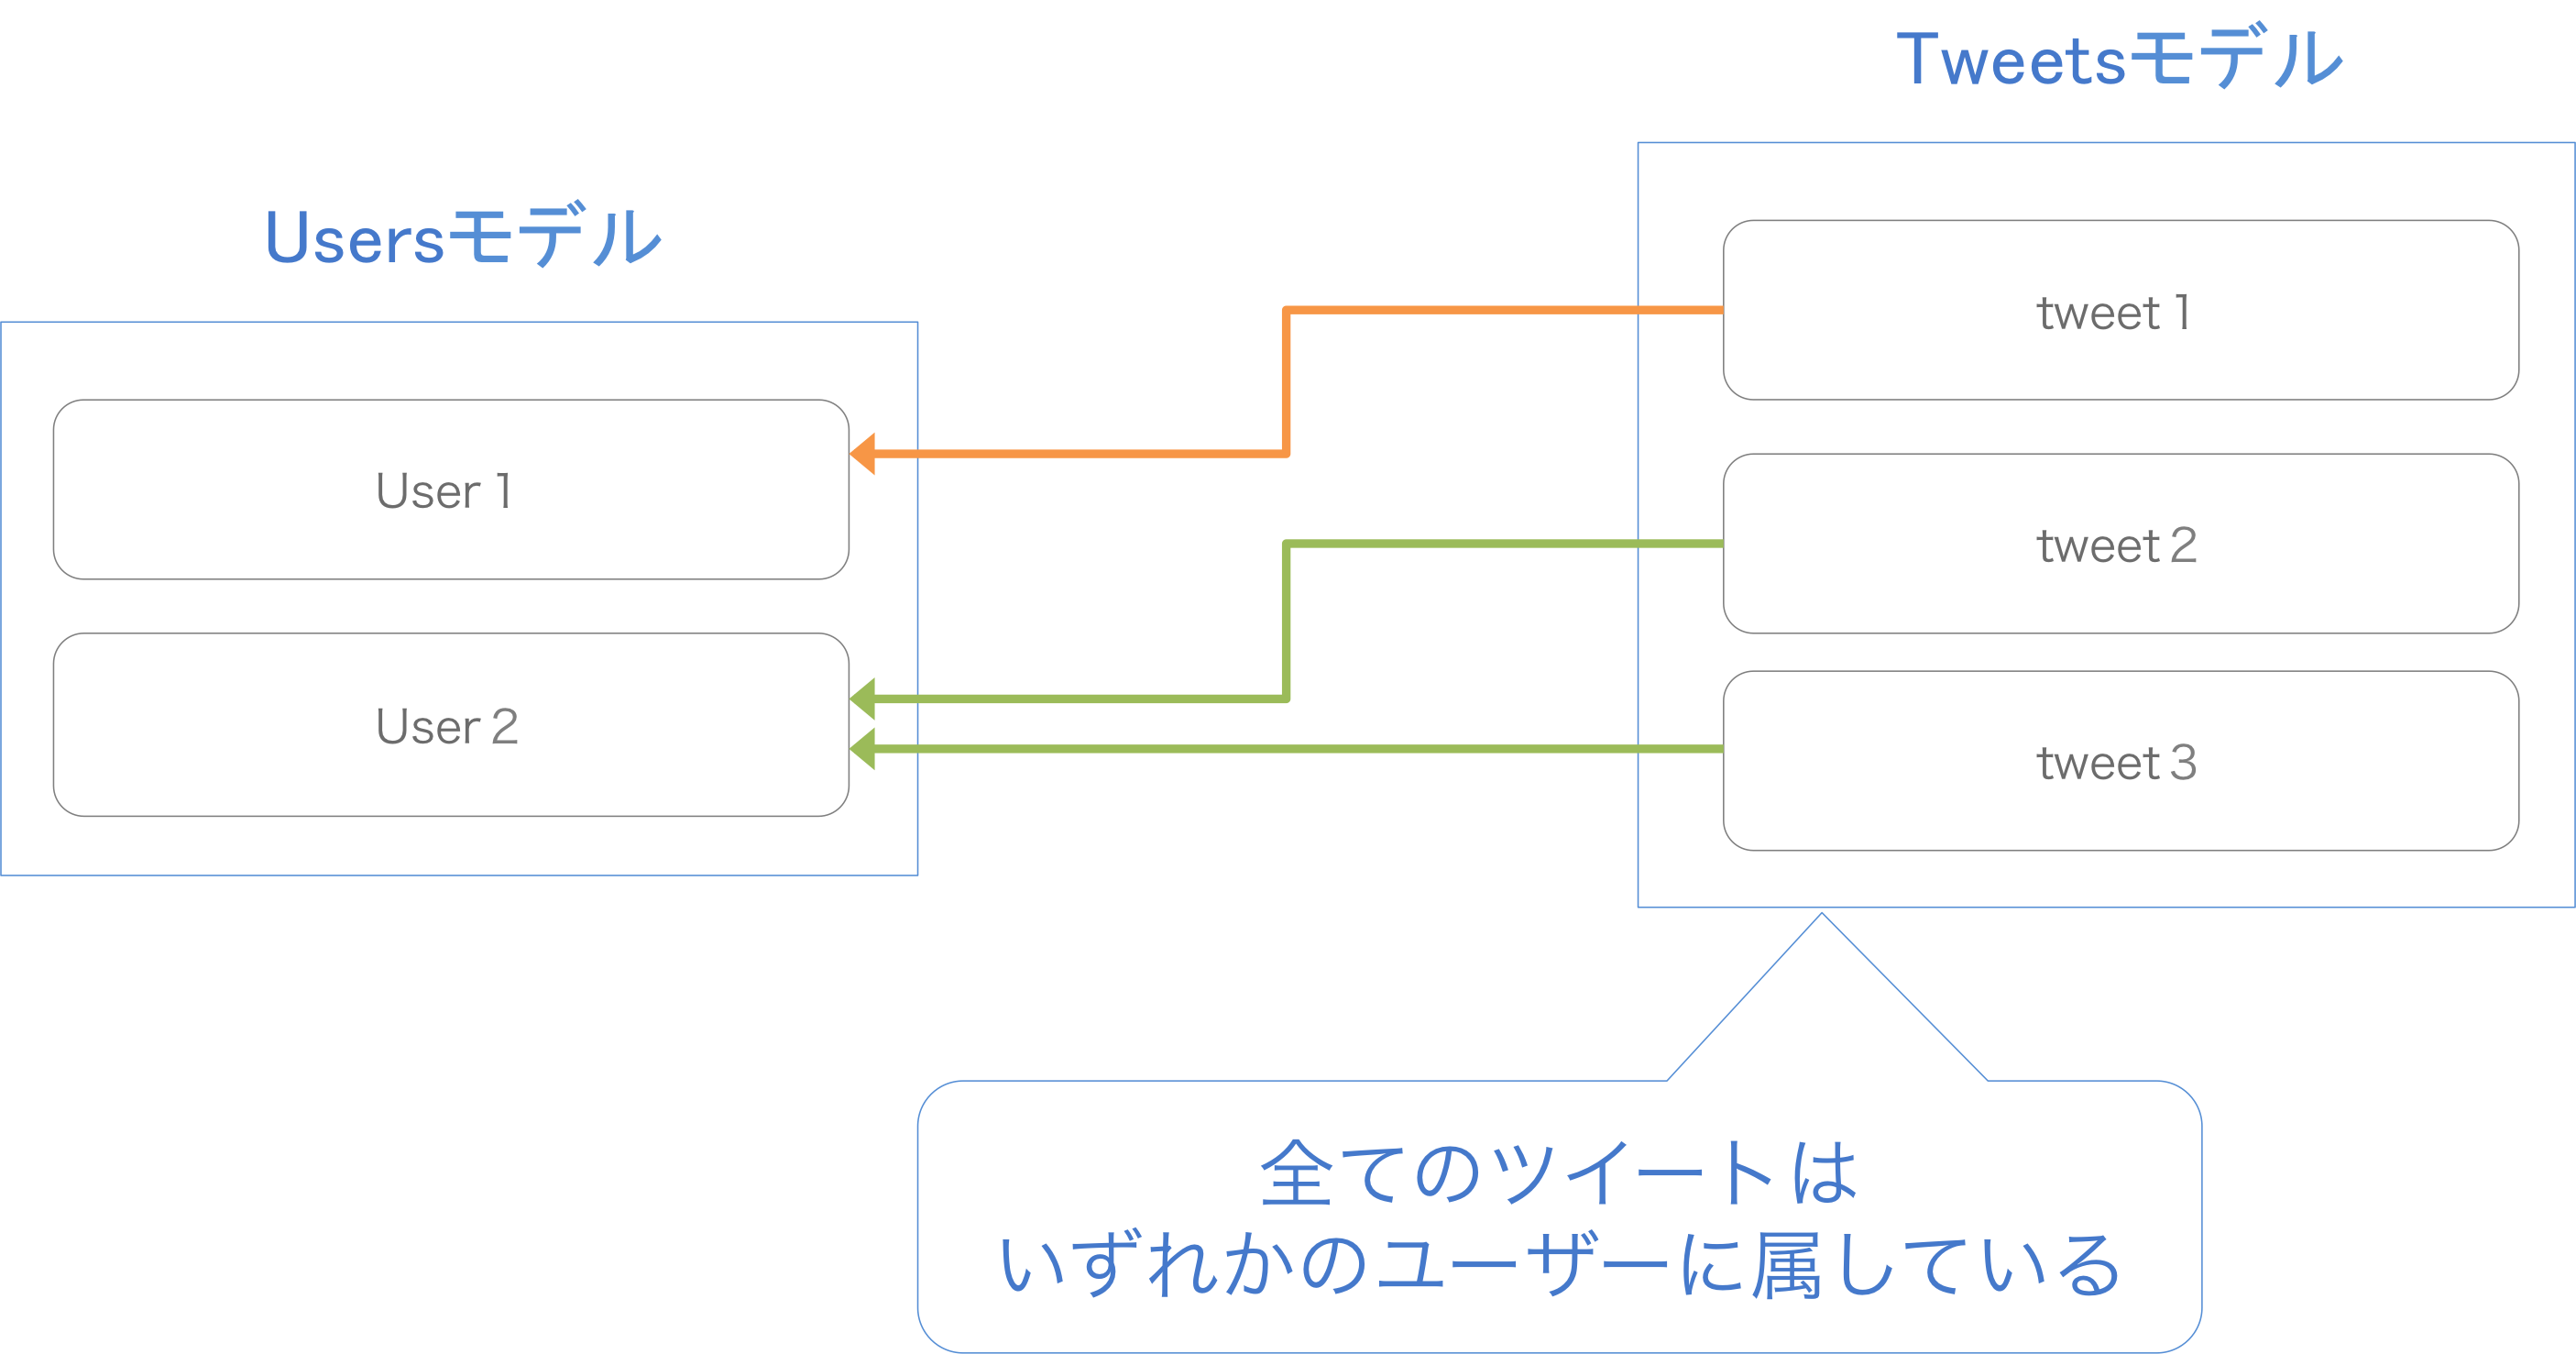 Tweetsモデル
Usersモデル
tweet 1
User 1
tweet 2
User 2
tweet 3
全てのツイートは
いずれかのユーザーに属している